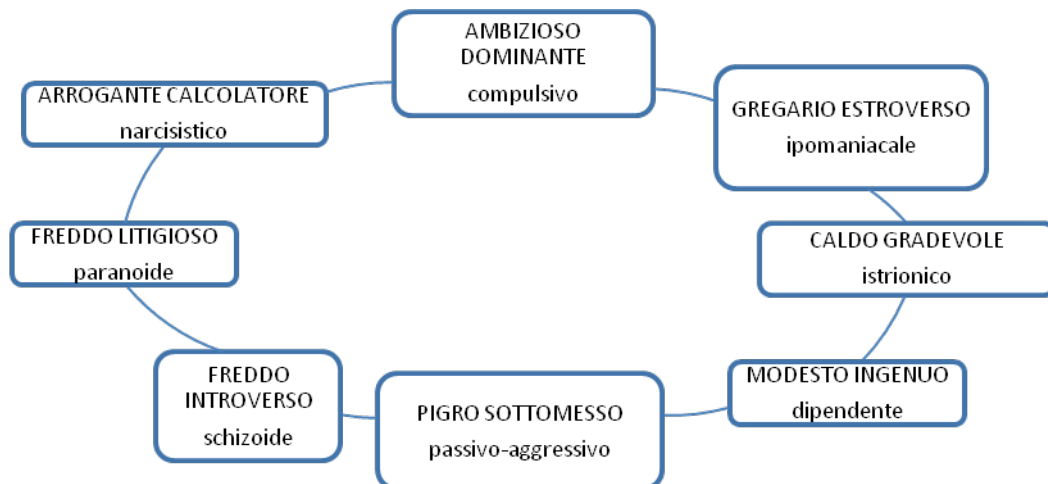 AMBIZIOSO
DOMINANTE
compulsivo
GREGARIO ESTROVERSO
ipomaniacale
CALDO GRADEVOLE
istrionico
MODESTO INGENUO
dipendente
PIGRO SOTTOMESSO
passivo-aggressivo
FREDDO
INTROVERSO
schizoide
FREDDO LITIGIOSO
paranoide
ARROGANTE CALCOLATORE
narcisistico